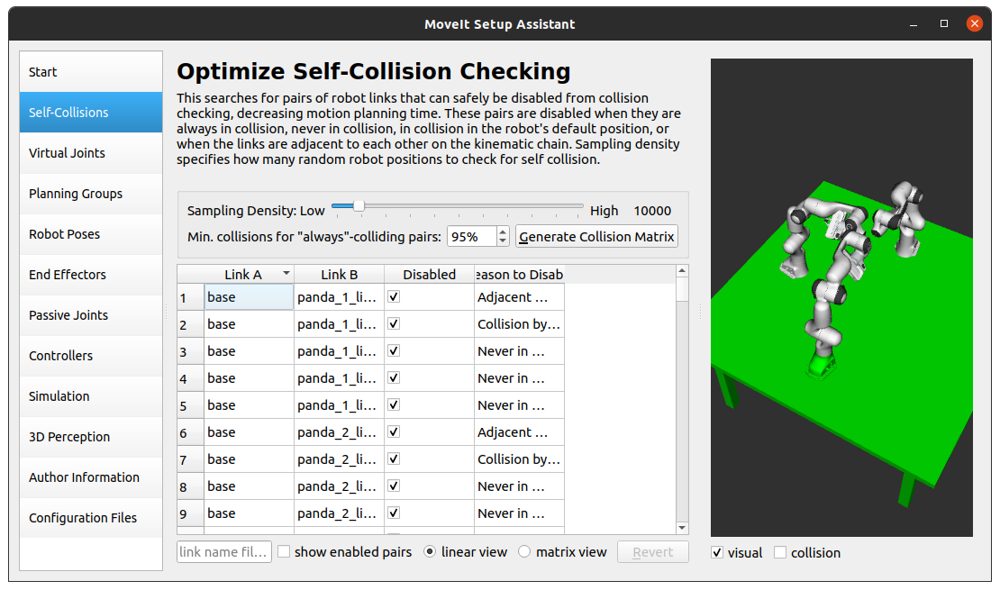 MoveIt Setup Assistant
Start
Self-Collisions
Virtual Joints
Planning Groups
Robot Poses
End Effectors
Passive Joints
Controllers
Simulation
3D Perception
Author Information
Configuration Files
Optimize Self-Collision Checking
This searches for pairs of robot links that can safely be disabled from collision
checking, decreasing motion planning time. These pairs are disabled when they are
always in collision, never in collision, in collision in the robot's default position, or
when the links are adjacent to each other on the kinematic chain. Sampling density
specifies how many random robot positions to check for self collision.
Sampling Density: Low High 10000
Min. collisions for "always"-colliding pairs: 95% Generate Collision Matrix
Link A Link B Disabled eason to Disab
1 base panda_1_li... Adjacent ...
2 base panda_1_li... Collision by...
3 base panda_1_li... Never in ...
4 base panda_1_li... Never in ...
5 base panda_1_li... Never in ...
6 base panda_2_li... Adjacent ...
7 base panda_2_li... Collision by...
8 base panda_2_li... Never in ...
9 base panda_2_li... Never in ...
link name fil... show enabled pairs linear view matrix view Revert
visual collision